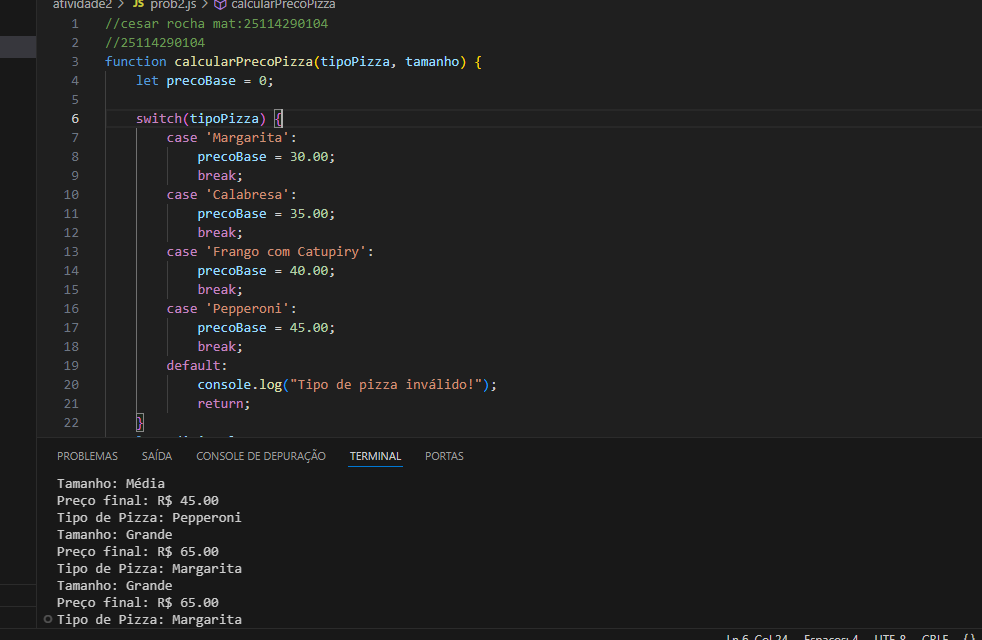 atividade2 > JS prob2.js > calcularPrecoPizza
1 //cesar rocha mat:25114290104
2 //25114290104
3 function calcularPrecoPizza(tipoPizza, tamanho) {
4 let precoBase = 0;
5
6 switch(tipoPizza) {
7 case 'Margarita':
8 precoBase = 30.00;
9 break;
10 case 'Calabresa':
11 precoBase = 35.00;
12 break;
13 case 'Frango com Catupiry':
14 precoBase = 40.00;
15 break;
16 case 'Pepperoni':
17 precoBase = 45.00;
18 break;
19 default:
20 console.log("Tipo de pizza inválido!");
21 return;
22 }
PROBLEMAS SAÍDA CONSOLE DE DEPURAÇÃO TERMINAL PORTAS
Tamanho: Média
Preço final: R$ 45.00
Tipo de Pizza: Pepperoni
Tamanho: Grande
Preço final: R$ 65.00
Tipo de Pizza: Margarita
Tamanho: Grande
Preço final: R$ 65.00
Tipo de Pizza: Margarita
Ln 6, Col 24 Espaços: 4 UTF-8 CRLF { }